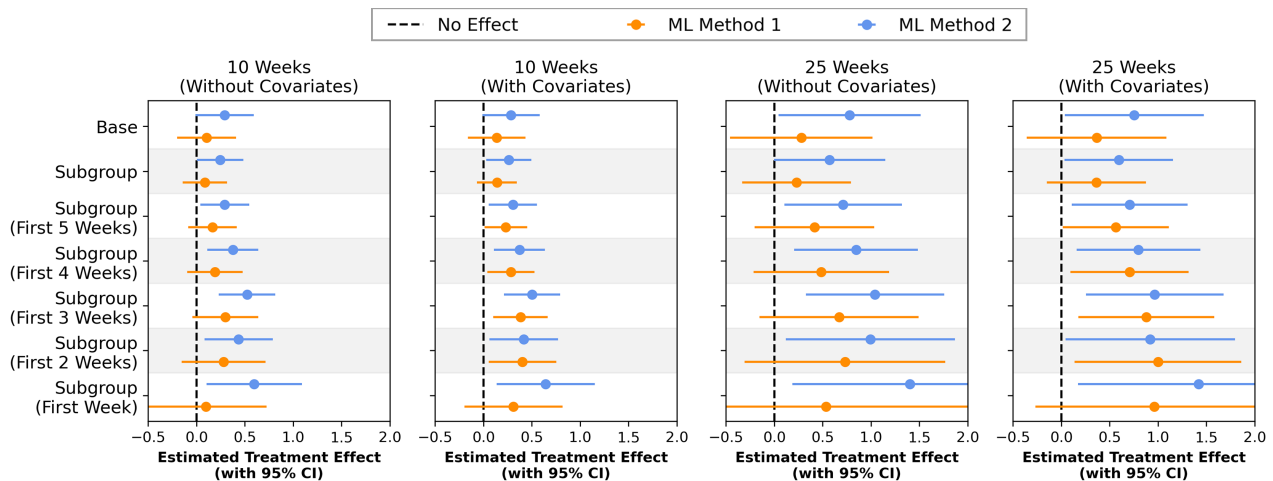 No Effect ML Method 1 ML Method 2
10 Weeks
(Without Covariates)
10 Weeks
(With Covariates)
25 Weeks
(Without Covariates)
25 Weeks
(With Covariates)
Base
Subgroup
Subgroup
(First 5 Weeks)
Subgroup
(First 4 Weeks)
Subgroup
(First 3 Weeks)
Subgroup
(First 2 Weeks)
Subgroup
(First Week)
−0.5 0.0 0.5 1.0 1.5 2.0
Estimated Treatment Effect
(with 95% CI)
−0.5 0.0 0.5 1.0 1.5 2.0
Estimated Treatment Effect
(with 95% CI)
−0.5 0.0 0.5 1.0 1.5 2.0
Estimated Treatment Effect
(with 95% CI)
−0.5 0.0 0.5 1.0 1.5 2.0
Estimated Treatment Effect
(with 95% CI)